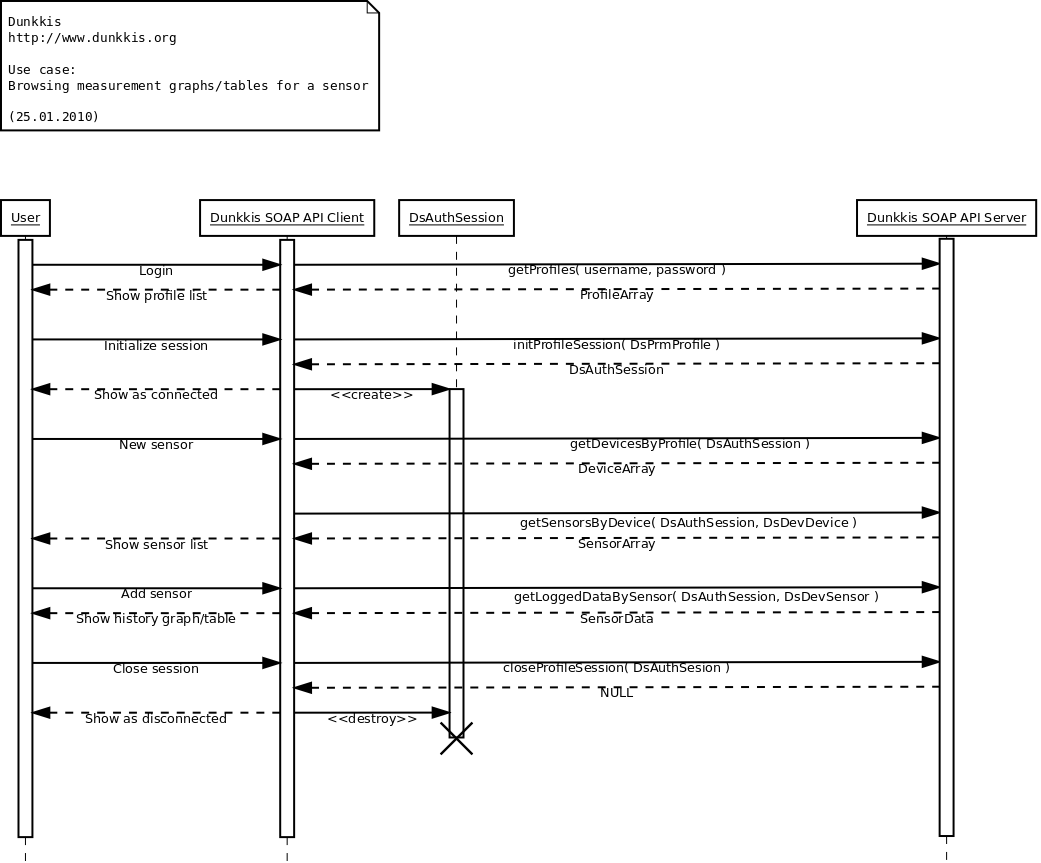 Dunkkis
http://www.dunkkis.org
Use case:
Browsing measurement graphs/tables for a sensor
(25.01.2010)
User
Dunkkis SOAP API Client
DsAuthSession
Dunkkis SOAP API Server
Login
getProfiles( username, password )
Show profile list
ProfileArray
Initialize session
initProfileSession( DsPrmProfile )
DsAuthSession
Show as connected
<<create>>
New sensor
getDevicesByProfile( DsAuthSession )
DeviceArray
getSensorsByDevice( DsAuthSession, DsDevDevice )
Show sensor list
SensorArray
Add sensor
getLoggedDataBySensor( DsAuthSession, DsDevSensor )
Show history graph/table
SensorData
Close session
closeProfileSession( DsAuthSesion )
NULL
Show as disconnected
<<destroy>>